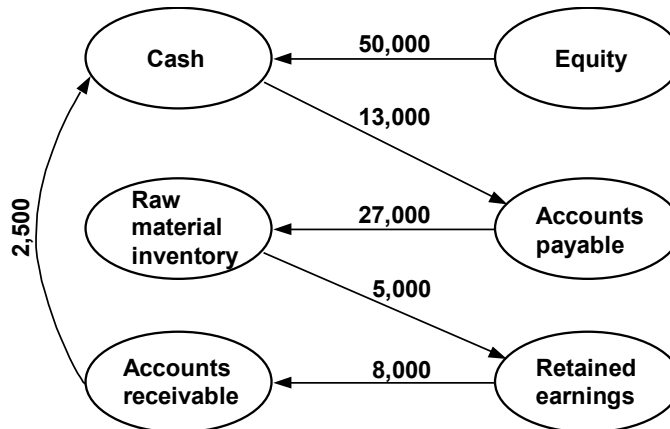 50,000
Cash
Equity
13,000
Raw
material
inventory
27,000
Accounts
payable
2,500
5,000
Accounts
receivable
8,000
Retained
earnings